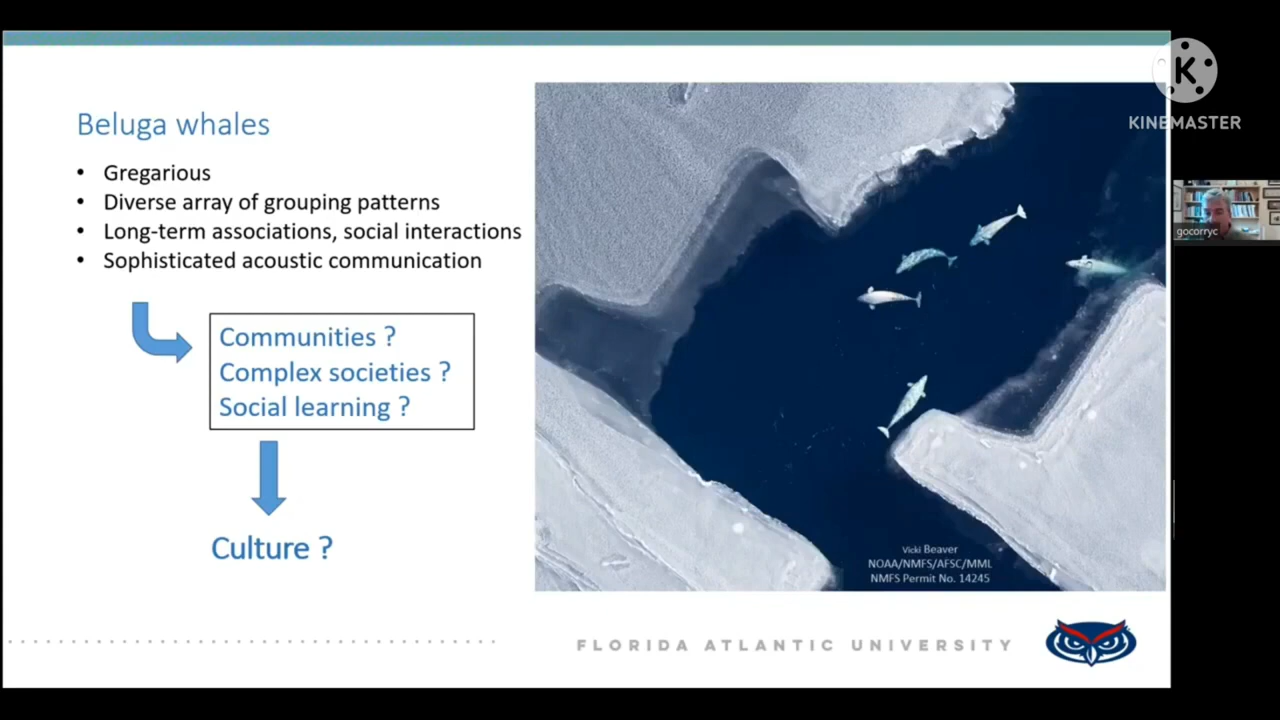 KINEMASTER
Beluga whales
• Gregarious
• Diverse array of grouping patterns
• Long-term associations, social interactions
• Sophisticated acoustic communication
Communities ?
Complex societies ?
Social learning ?
Culture ?
Vicki Beaver
NOAA/NMFS/AFSC/MML
NMFS Permit No. 14245
FLORIDA ATLANTIC UNIVERSITY
gocorryc